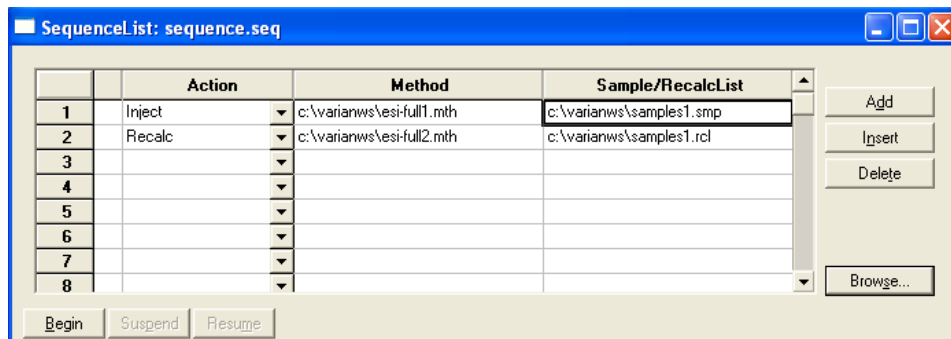 SequenceList: sequence.seq
Action Method Sample/RecalcList
1 Inject c:\varianws\esi-full1.mth c:\varianws\samples1.smp
2 Recalc c:\varianws\esi-full2.mth c:\varianws\samples1.rcl
3
4
5
6
7
8
Add
Insert
Delete
Browse...
Begin Suspend Resume